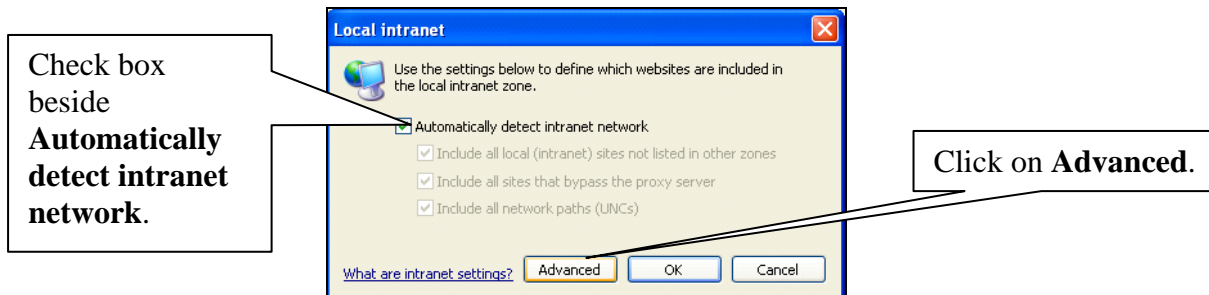 Check box
beside
Automatically
detect intranet
network.
Local intranet
Use the settings below to define which websites are included in
the local intranet zone.
Automatically detect intranet network
Include all local (intranet) sites not listed in other zones
Include all sites that bypass the proxy server
Include all network paths (UNCs)
What are intranet settings?
Advanced
OK
Cancel
Click on Advanced.